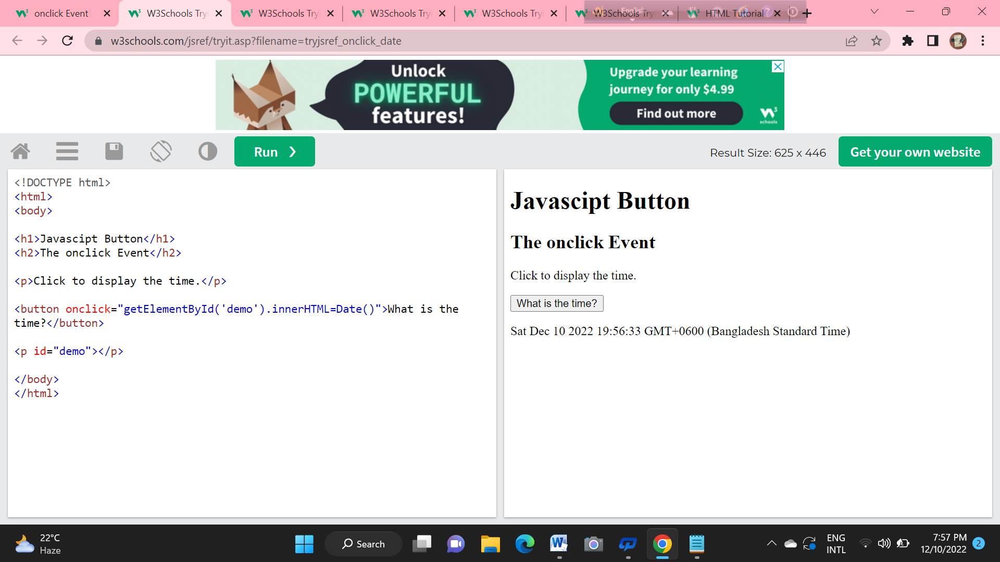 onclick Event
W3Schools Tryi
W3Schools Try
W3Schools Tryi
W3Schools Try
W3Schools Try
English
HTML Tutorial
w3schools.com/jsref/tryit.asp?filename=tryjsref_onclick_date
Unlock
POWERFUL
features!
Upgrade your learning
journey for only $4.99
Find out more
schools
Run ❯
Result Size: 625 x 446
Get your own website
<!DOCTYPE html>
<html>
<body>
<h1>Javascipt Button</h1>
<h2>The onclick Event</h2>
<p>Click to display the time.</p>
<button onclick="getElementById('demo').innerHTML=Date()">What is the
time?</button>
<p id="demo"></p>
</body>
</html>
Javascipt Button
The onclick Event
Click to display the time.
What is the time?
Sat Dec 10 2022 19:56:33 GMT+0600 (Bangladesh Standard Time)
22°C
Haze
Search
ENG
INTL
7:57 PM
12/10/2022
2